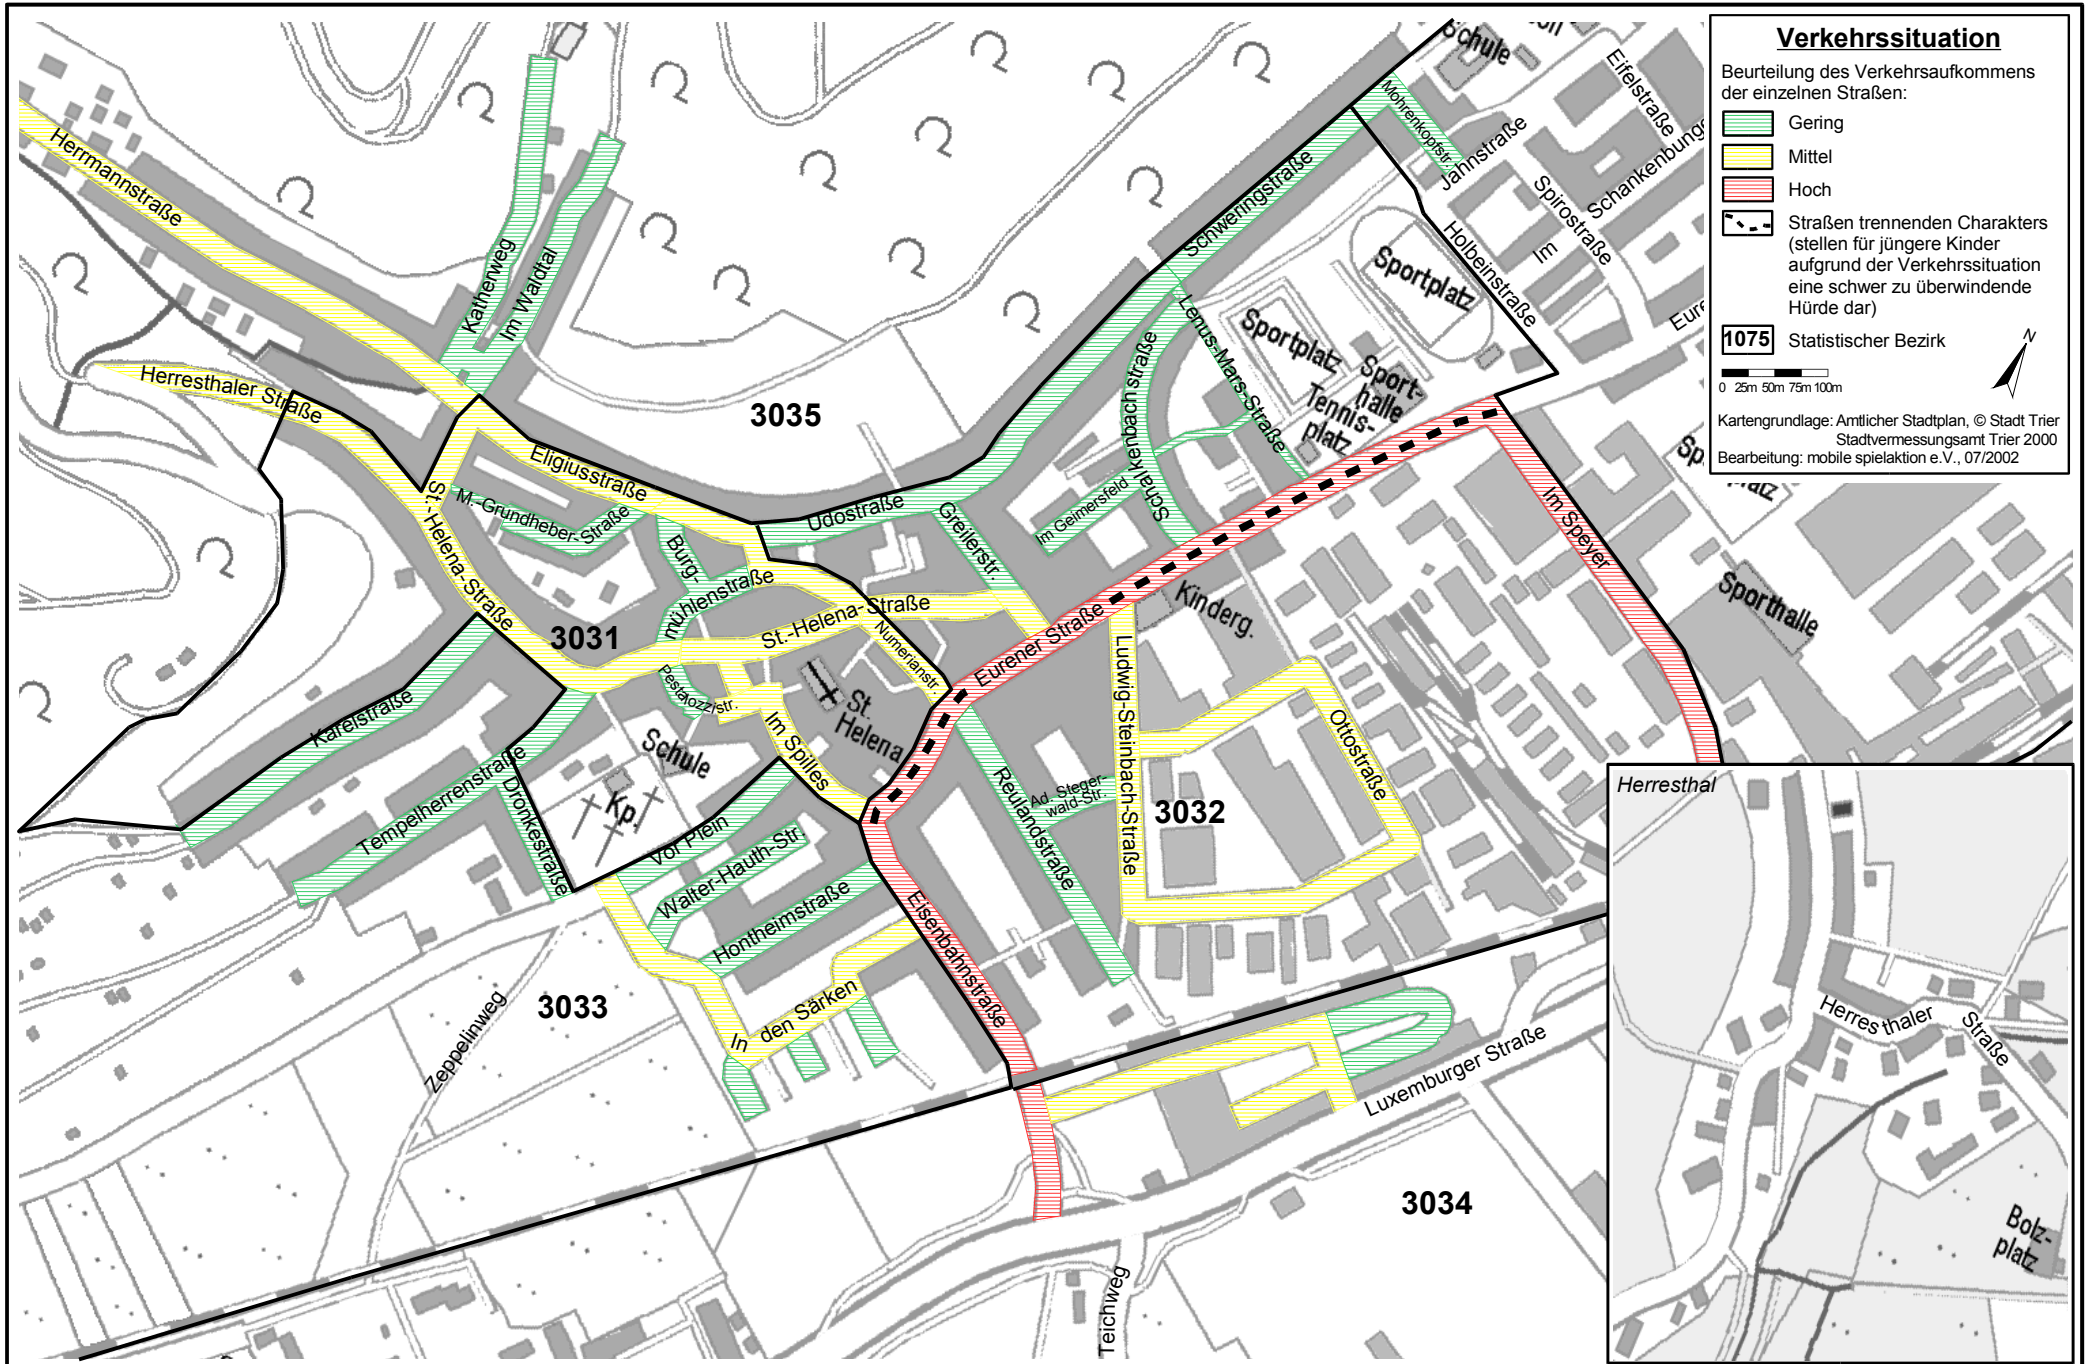 Verkehrssituation
Beurteilung des Verkehrsaufkommens
der einzelnen Straßen:
Gering
Mittel
Hoch
Straßen trennenden Charakters
(stellen für jüngere Kinder
aufgrund der Verkehrssituation
eine schwer zu überwindende
Hürde dar)
1075
Statistischer Bezirk
N
0 25m 50m 75m 100m
Kartengrundlage: Amtlicher Stadtplan, © Stadt Trier
Stadtvermessungsamt Trier 2000
Bearbeitung: mobile spielaktion e.V., 07/2002
Schule
Mohrenkopfstr.
Jahnstraße
Eifelstraße
Schankenbung
Spirostraße
Im
Holbeinstraße
Eure
Herrmannstraße
Katherweg
Im Waldtal
Schweringstraße
Sportplatz
Sportplatz
Sport-
halle
Tennis-
platz
Lenus-Mars-Straße
Schalkenbachstraße
Im Geimersfeld
Herresthaler Straße
3035
Eligiusstraße
M.-Grundheber-Straße
Udostraße
Greilerstr.
Burg-
mühlenstraße
St.-Helena-Straße
St.-Helena-Straße
3031
Numerianstr.
Pestalozzistr.
Im Spilles
St.
Helena
Schule
Kp.
Eurener Straße
Kinderg.
Im Speyer
Sp
latz
Sporthalle
Ludwig-Steinbach-Straße
Ottostraße
Ad. Steger-
wald-Str.
Reulandstraße
3032
Karelstraße
Tempelherrenstraße
Dronkestraße
Vor Plein
Walter-Hauth-Str.
Hontheimstraße
Eisenbahnstraße
In den Särken
3033
Zeppelinweg
Luxemburger Straße
3034
Teichweg
Herresthal
Herresthaler Straße
Bolz-
platz